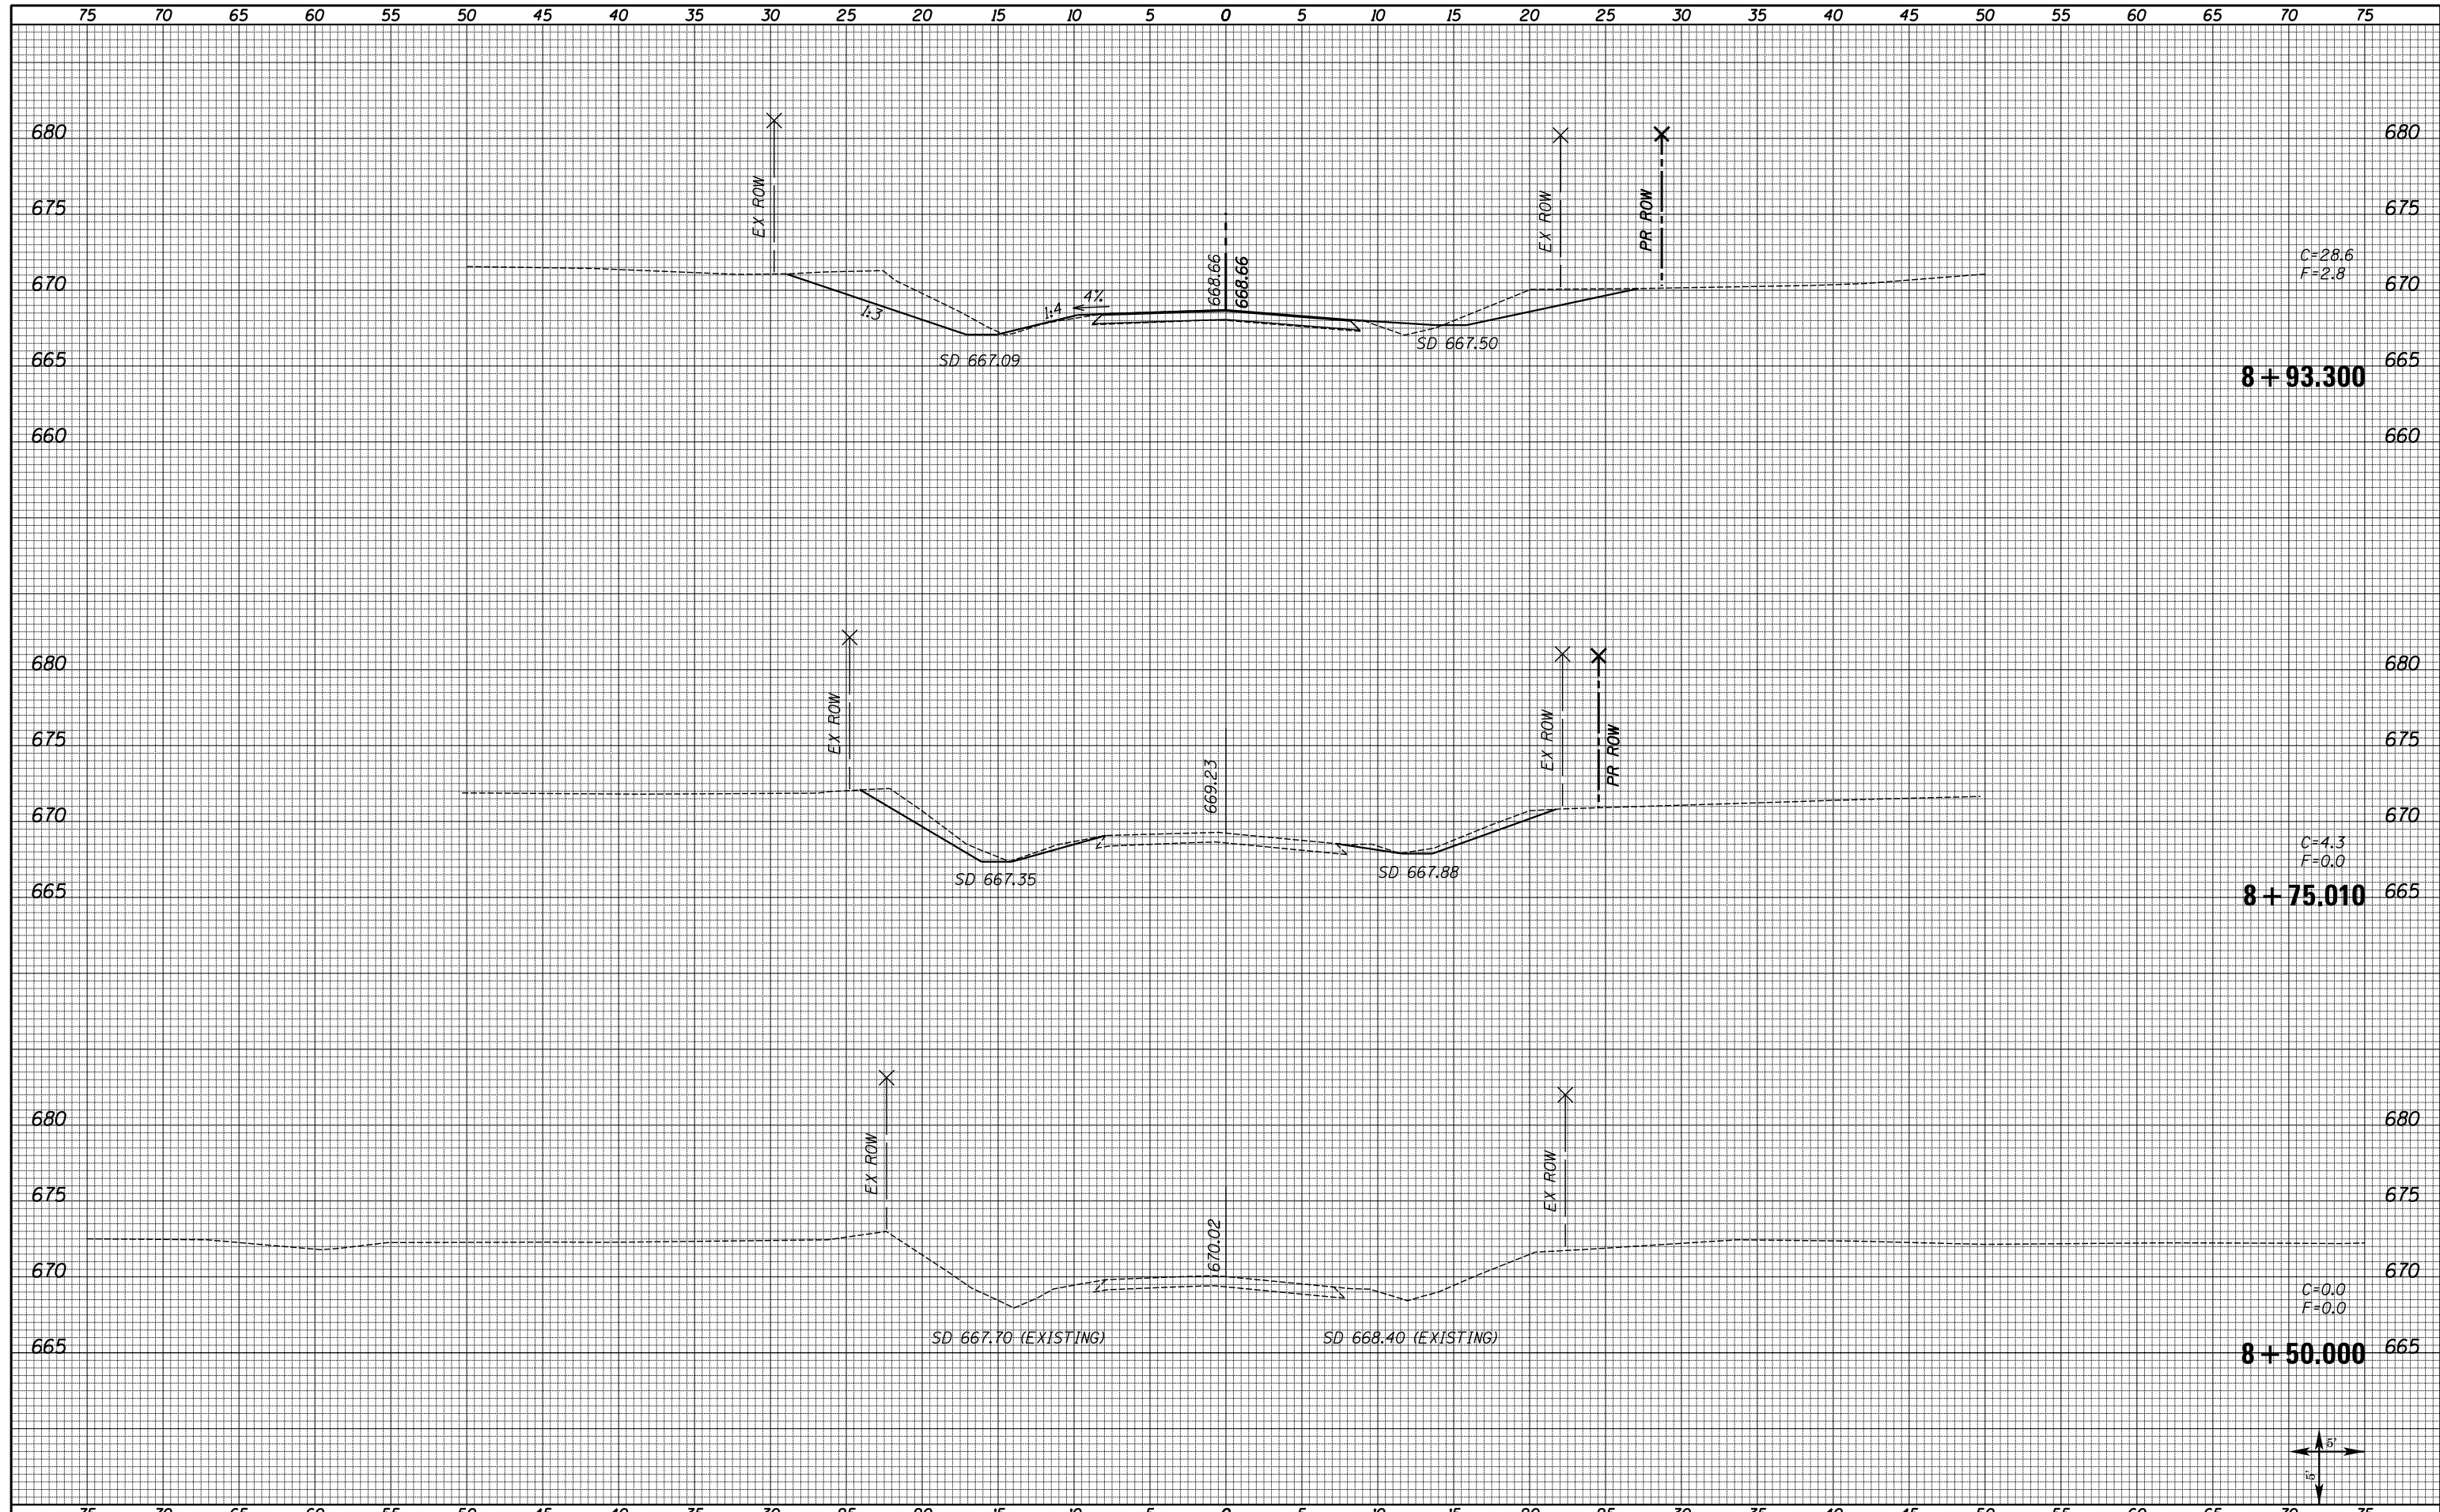 75 70 65 60 55 50 45 40 35 30 25 20 15 10 5 0 5 10 15 20 25 30 35 40 45 50 55 60 65 70 75
680 680
EX ROW EX ROW PR ROW
675 675
668.66 668.66
C=28.6
F=2.8
670 670
1:3 1:4 4%
SD 667.09 SD 667.50
665 665
8+93.300
660 660
680 680
EX ROW EX ROW PR ROW
675 675
669.23
670 670
C=4.3
F=0.0
SD 667.35 SD 667.88
665 665
8+75.010
680 680
EX ROW EX ROW
675 675
670.02
670 670
C=0.0
F=0.0
SD 667.70 (EXISTING) SD 668.40 (EXISTING)
665 665
8+50.000
5'
5'
75 70 65 60 55 50 45 40 35 30 25 20 15 10 5 0 5 10 15 20 25 30 35 40 45 50 55 60 65 70 75